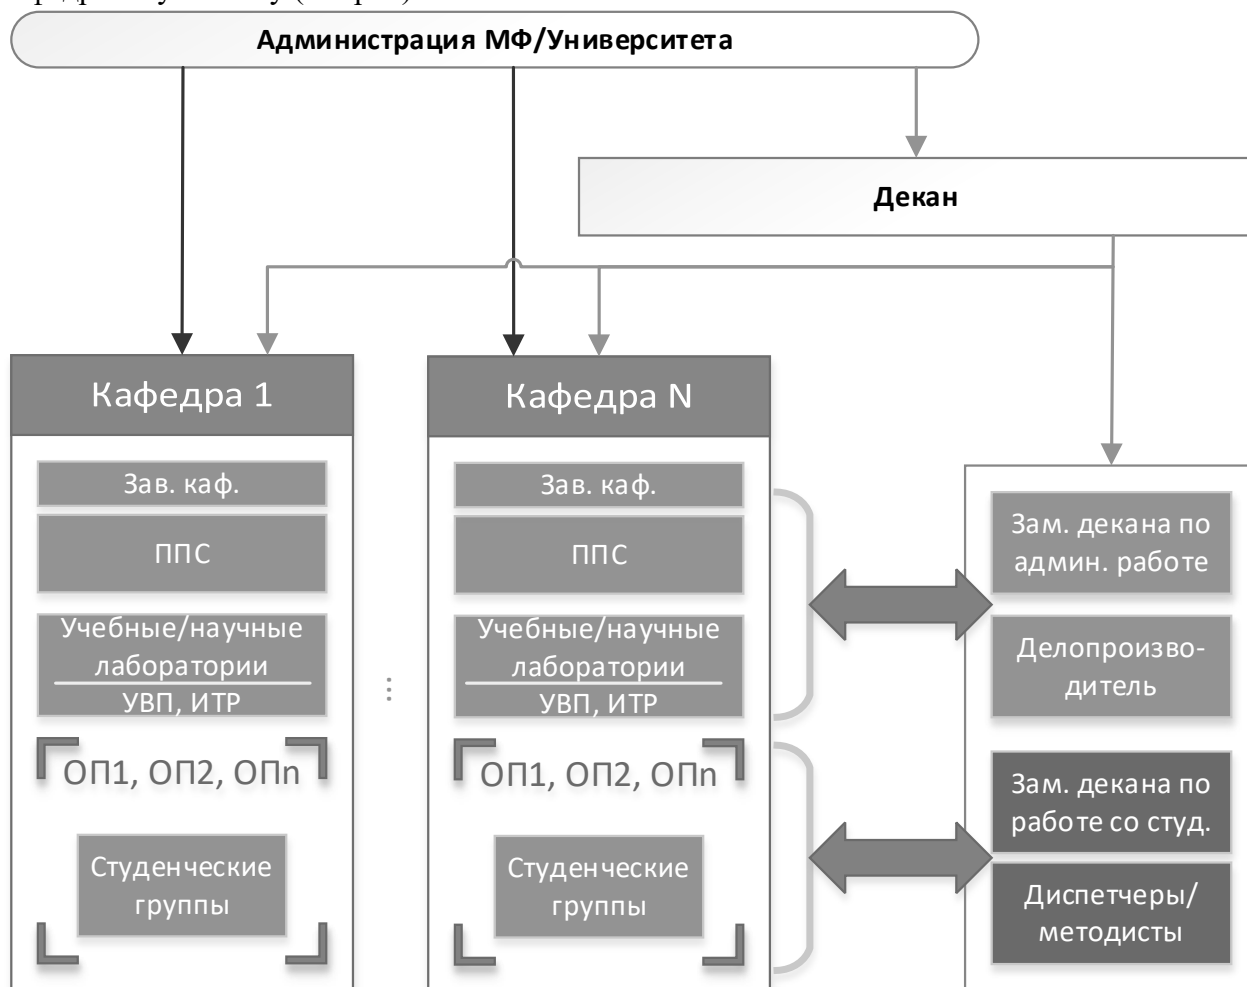 Администрация МФ/Университета
Декан
Кафедра 1
Зав. каф.
ППС
Учебные/научные
лаборатории
УВП, ИТР
ОП1, ОП2, ОПn
Студенческие
группы
...
Кафедра N
Зав. каф.
ППС
Учебные/научные
лаборатории
УВП, ИТР
ОП1, ОП2, ОПn
Студенческие
группы
Зам. декана по
админ. работе
Делопроизво-
дитель
Зам. декана по
работе со студ.
Диспетчеры/
методисты